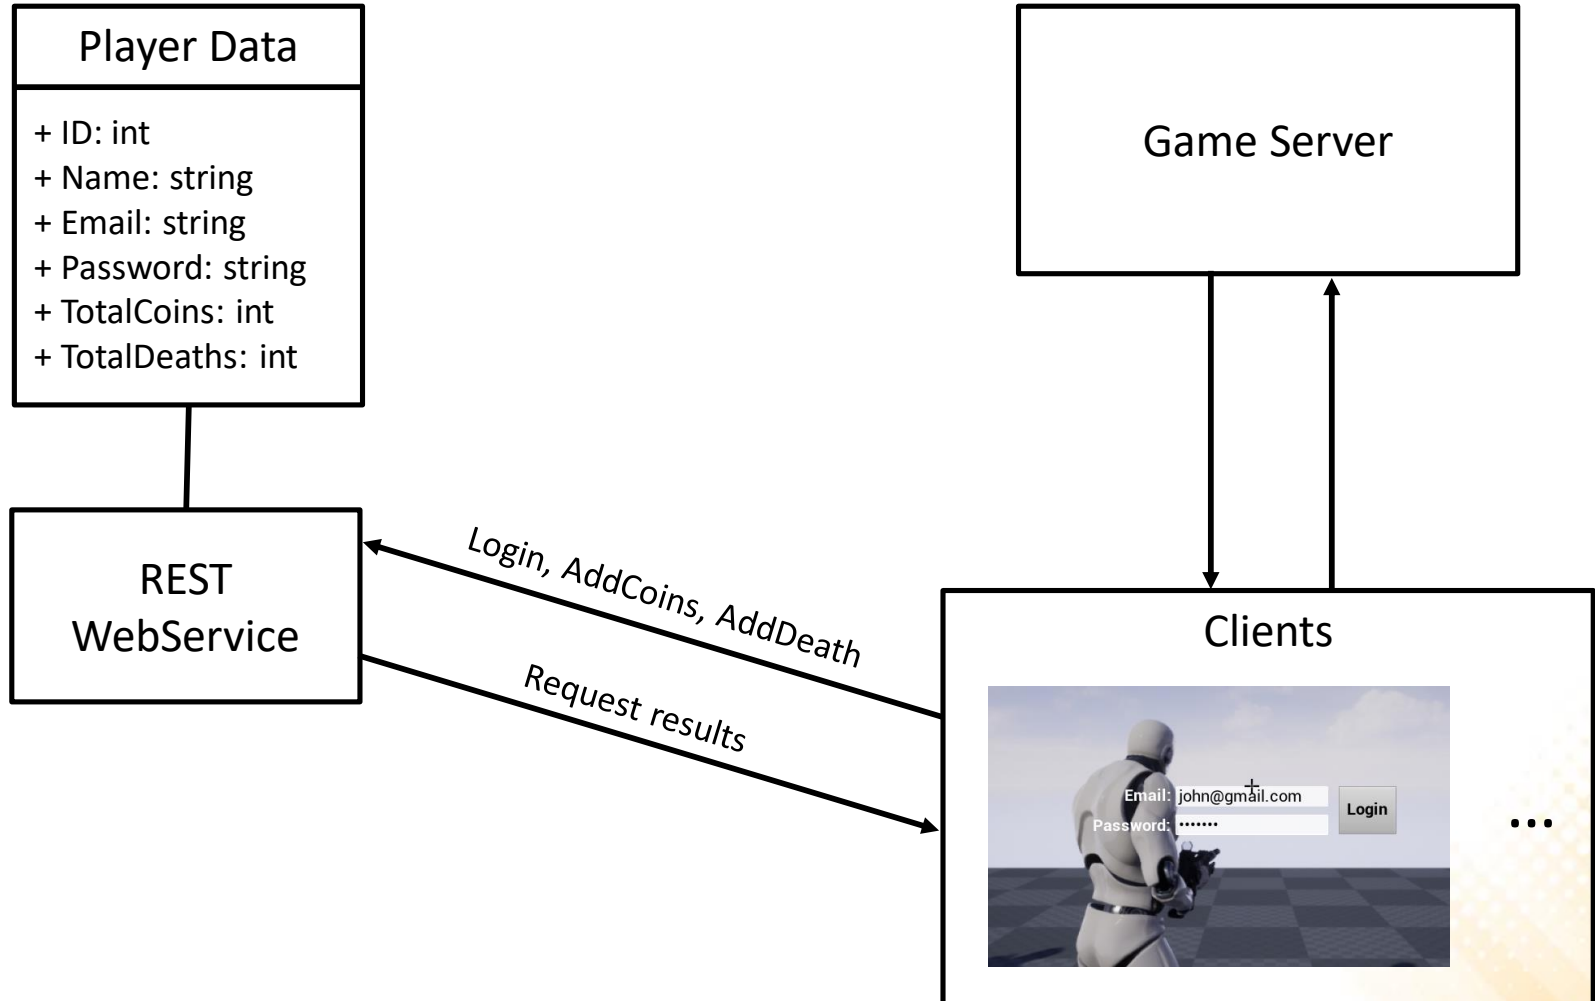 Player Data
+ ID: int
+ Name: string
+ Email: string
+ Password: string
+ TotalCoins: int
+ TotalDeaths: int
Game Server
REST
WebService
Login, AddCoins, AddDeath
Request results
Clients
Email: john@gmail.com
Login
Password: •••••••
...